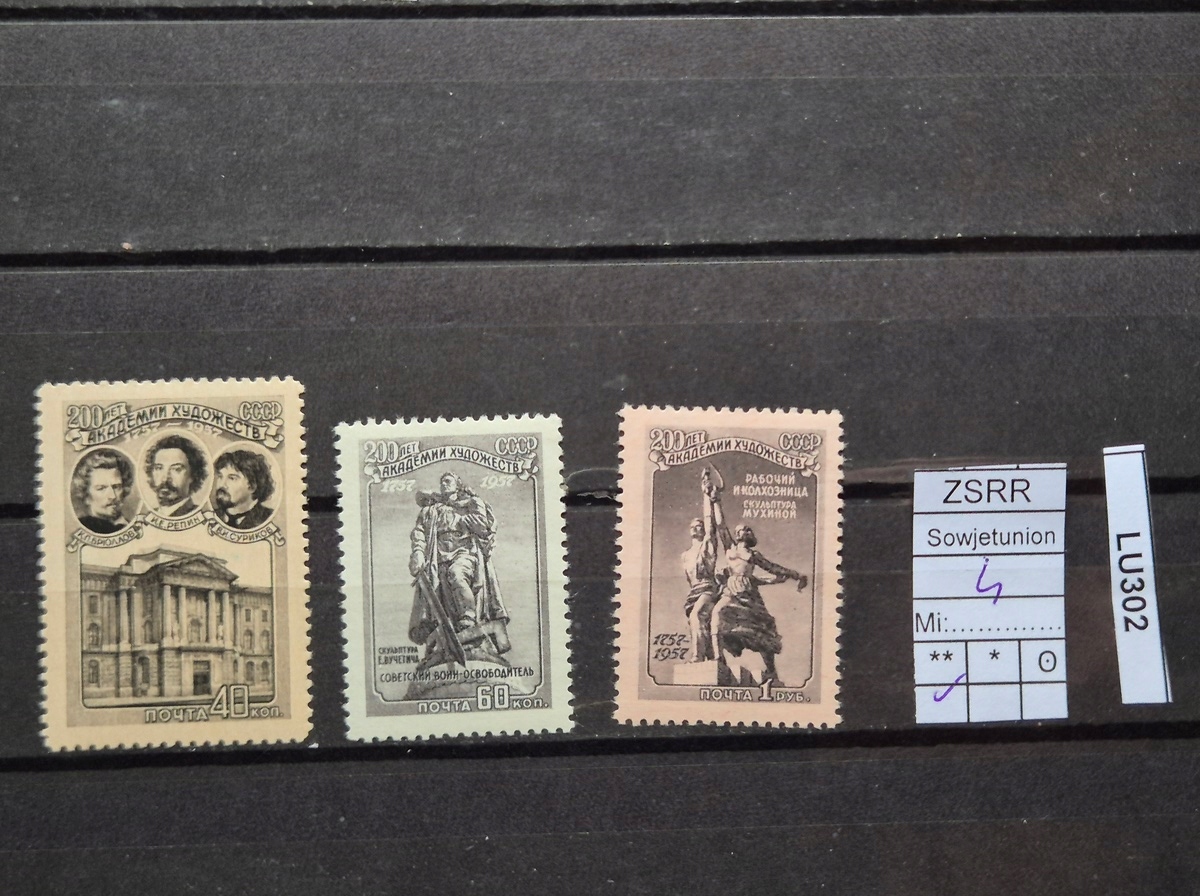 200 ЛЕТ СССР
АКАДЕМИИ ХУДОЖЕСТВ
1757 — 1957
К.П.БРЮЛЛОВ И.Е.РЕПИН В.И.СУРИКОВ
ПОЧТА 40 КОП.
200 ЛЕТ СССР
АКАДЕМИИ ХУДОЖЕСТВ
1757 1957
СКУЛЬПТУРА
Е.ВУЧЕТИЧА
СОВЕТСКИЙ ВОИН-ОСВОБОДИТЕЛЬ
ПОЧТА 60 КОП.
200 ЛЕТ СССР
АКАДЕМИИ ХУДОЖЕСТВ
РАБОЧИЙ
И КОЛХОЗНИЦА
СКУЛЬПТУРА
МУХИНОЙ
1757-
1957
ПОЧТА 1 РУБ.
ZSRR
Sowjetunion
Mi:.............
** * ʘ
LU302